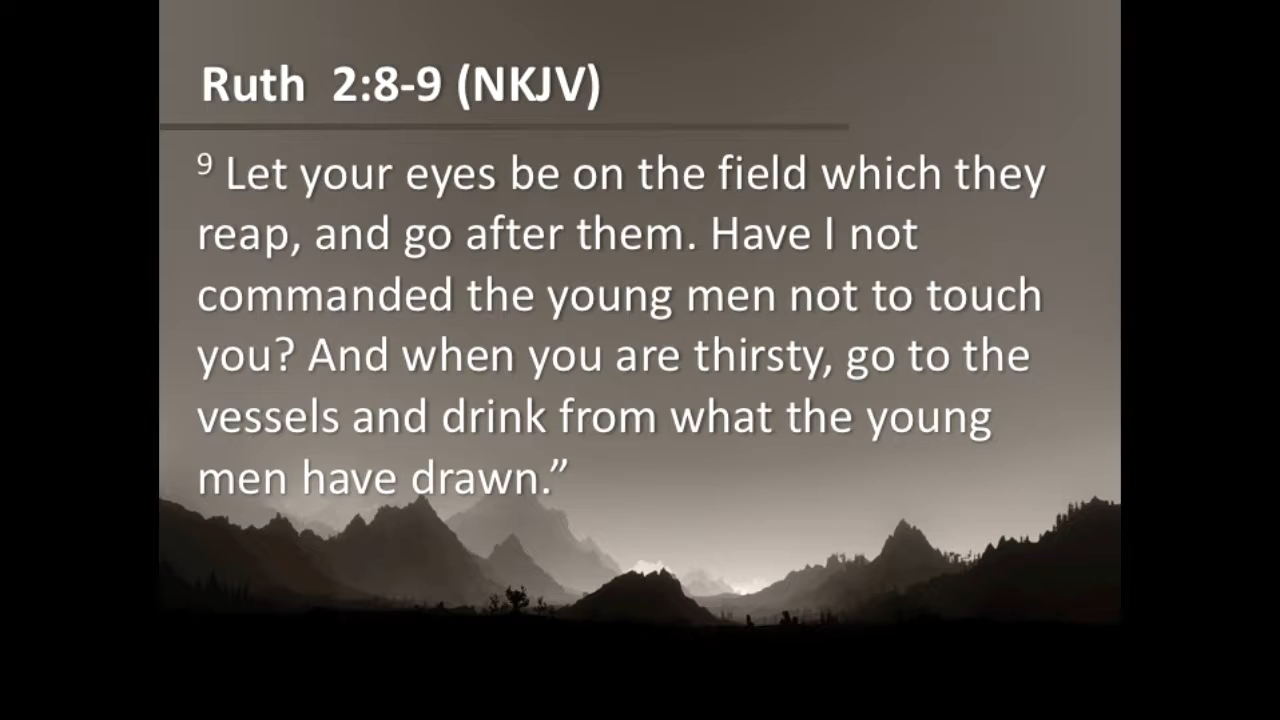 Ruth  2:8-9 (NKJV)
9 Let your eyes be on the field which they
reap, and go after them. Have I not
commanded the young men not to touch
you? And when you are thirsty, go to the
vessels and drink from what the young
men have drawn.”